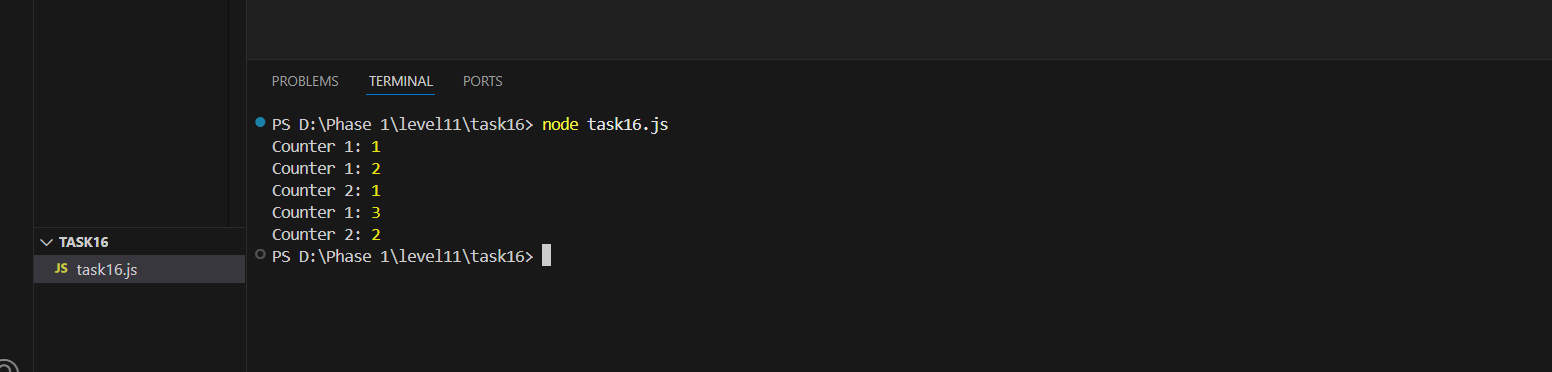 PROBLEMS TERMINAL PORTS
PS D:\Phase 1\level11\task16> node task16.js
Counter 1: 1
Counter 1: 2
Counter 2: 1
Counter 1: 3
Counter 2: 2
PS D:\Phase 1\level11\task16>
TASK16
JS task16.js